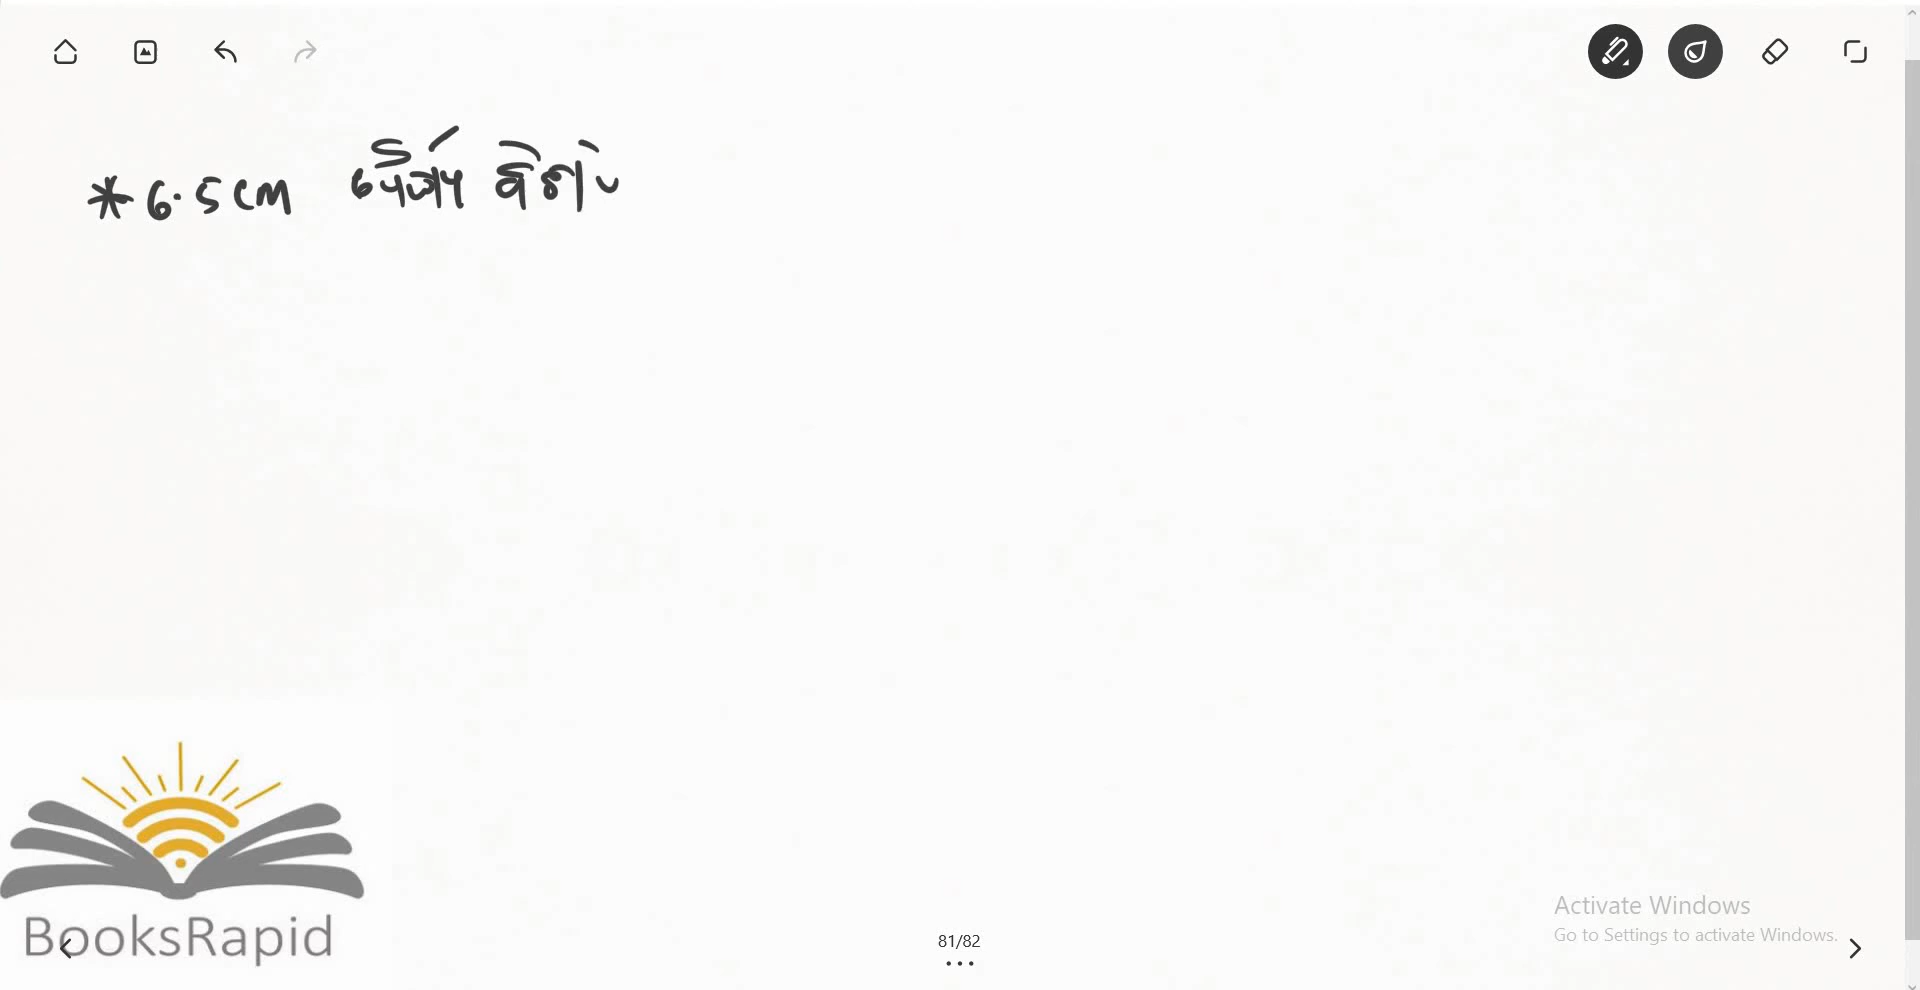 * 6.5 cm
BooksRapid
81/82
Activate Windows
Go to Settings to activate Windows.